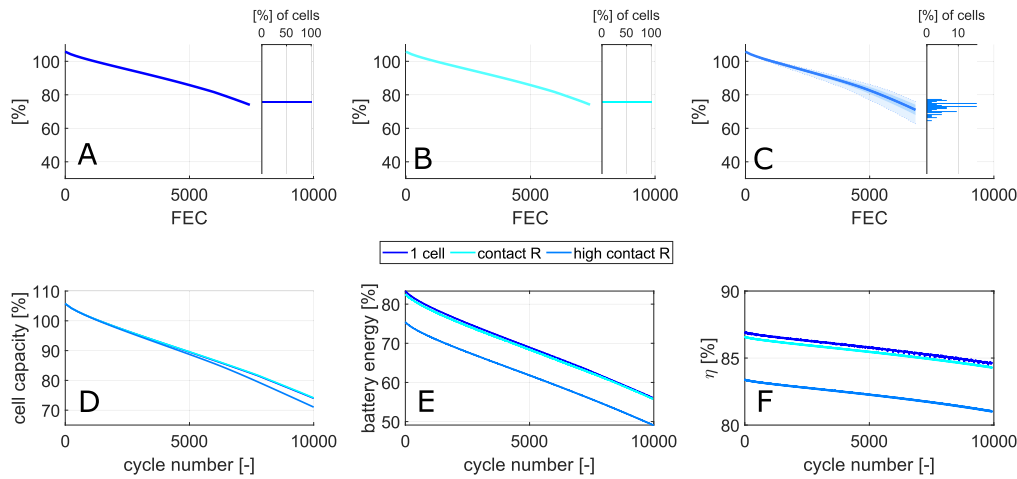 [%] of cells
0 50 100
[%]
100
80
60
40
A
0 5000 10000
FEC
[%] of cells
0 50 100
[%]
100
80
60
40
B
0 5000 10000
FEC
[%] of cells
0 10
[%]
100
80
60
40
C
0 5000 10000
FEC
1 cell contact R high contact R
cell capacity [%]
110
100
90
80
70
D
0 5000 10000
cycle number [-]
battery energy [%]
80
70
60
50
E
0 5000 10000
cycle number [-]
η [%]
90
85
80
F
0 5000 10000
cycle number [-]